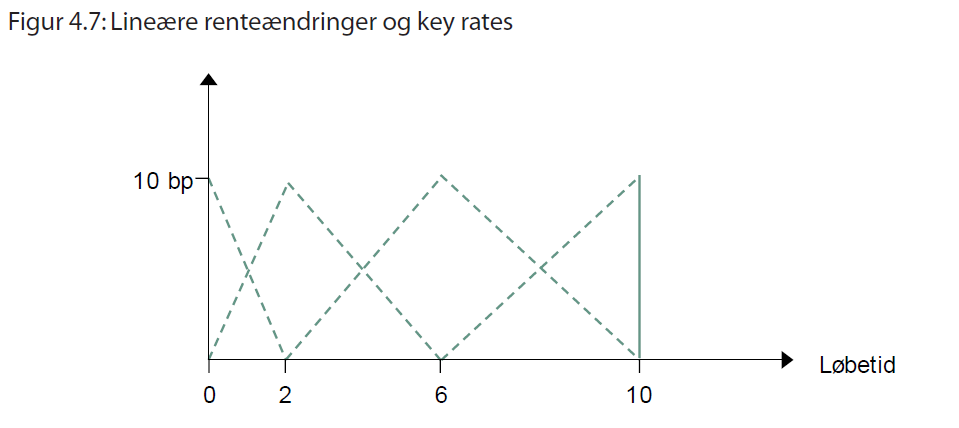 Figur 4.7: Lineære renteændringer og key rates
10 bp
Løbetid
0 2 6 10